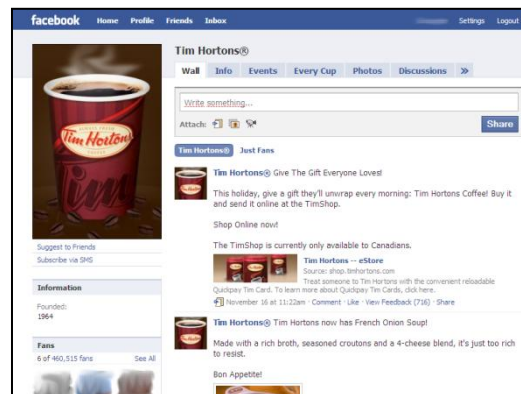 facebook Home Profile Friends Inbox Settings Logout
Tim Hortons®
Wall Info Events Every Cup Photos Discussions »
Write something...
Attach:
Share
Tim Hortons® Just Fans
ALWAYS FRESH
Tim Hortons
COFFEE
Tim
Suggest to Friends
Subscribe via SMS
Information
Founded:
1964
Fans
6 of 460,515 fans See All
Tim Hortons® Give The Gift Everyone Loves!
This holiday, give a gift they'll unwrap every morning: Tim Hortons Coffee! Buy it
and send it online at the TimShop.
Shop Online now!
The TimShop is currently only available to Canadians.
Tim Hortons -- eStore
Source: shop.timhortons.com
Treat someone to Tim Hortons with the convenient reloadable
Quickpay Tim Card. To learn more about Quickpay Tim Cards, click here.
November 16 at 11:22am · Comment · Like · View Feedback (716) · Share
Tim Hortons® Tim Hortons now has French Onion Soup!
Made with a rich broth, seasoned croutons and a 4-cheese blend, it's just too rich
to resist.
Bon Appetite!